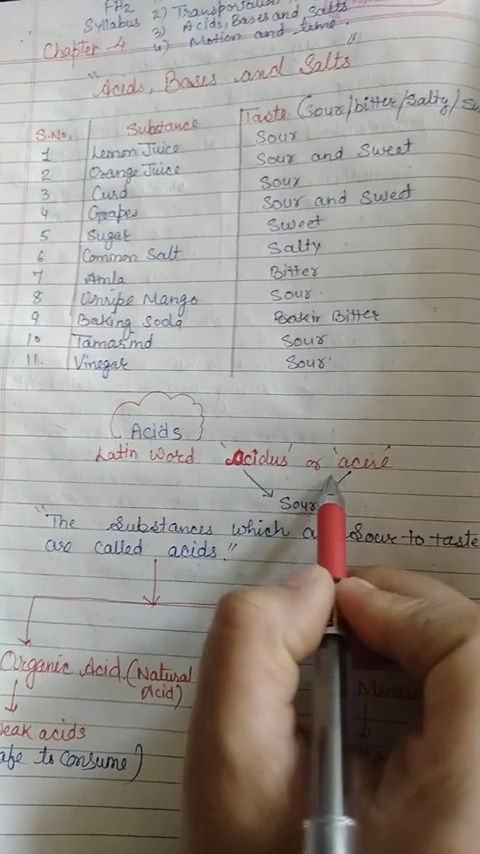 FA2
Syllabus 2) Transportation
3) Acids, Bases and Salts
4) Motion and time.
Chapter-4
"Acids, Bases and Salts"
S.No. Substance Taste (Sour/bitter/Salty/
1 Lemon Juice Sour
2 Orange Juice Sour and Sweet
3 Curd Sour
4 Grapes Sour and Sweet
5 Sugar Sweet
6 Common Salt Salty
7 Amla Bitter
8 Unripe Mango Sour.
9 Baking Soda Bitter
10 Tamarind Sour
11. Vinegar Sour.
Acids
Latin Word 'Acidus' or 'acire'
Sour
"The Substances which a Sour to taste
are called acids."
Organic Acid (Natural
Acid)
eak acids
afe to Consume)